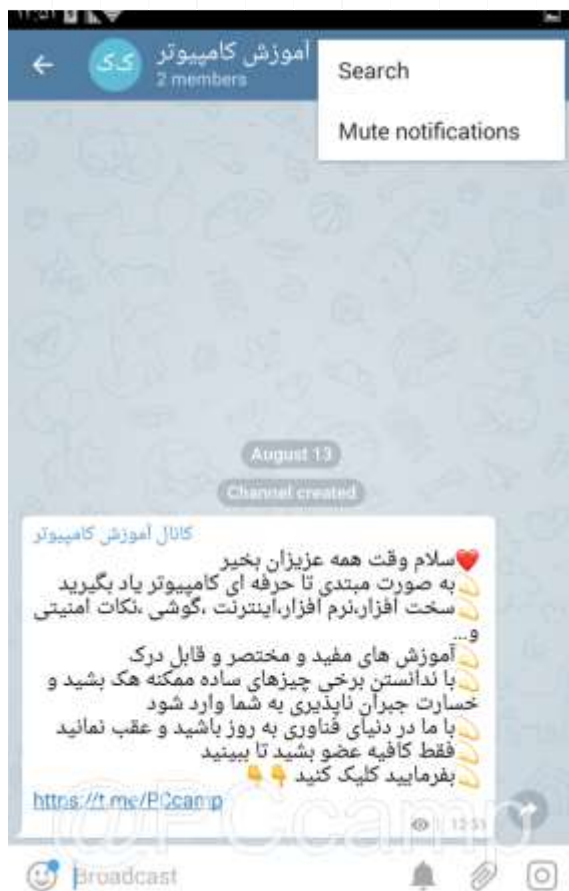 ۱۲:۵۱
آموزش کامپیوتر
ک.ک
2 members
Search
Mute notifications
August 13
Channel created
کانال آموزش کامپیوتر
❤️سلام وقت همه عزیزان بخیر
💫به صورت مبتدی تا حرفه ای کامپیوتر یاد بگیرید
💫سخت افزار،نرم افزار،اینترنت ،گوشی ،نکات امنیتی
و...
💫آموزش های مفید و مختصر و قابل درک
💫با ندانستن برخی چیزهای ساده ممکنه هک بشید و
خسارت جبران ناپذیری به شما وارد شود
💫با ما در دنیای فناوری به روز باشید و عقب نمانید
💫فقط کافیه عضو بشید تا ببینید
💫بفرمایید کلیک کنید👇👇
https://t.me/PCcamp
12:51
@PCcamp
Broadcast